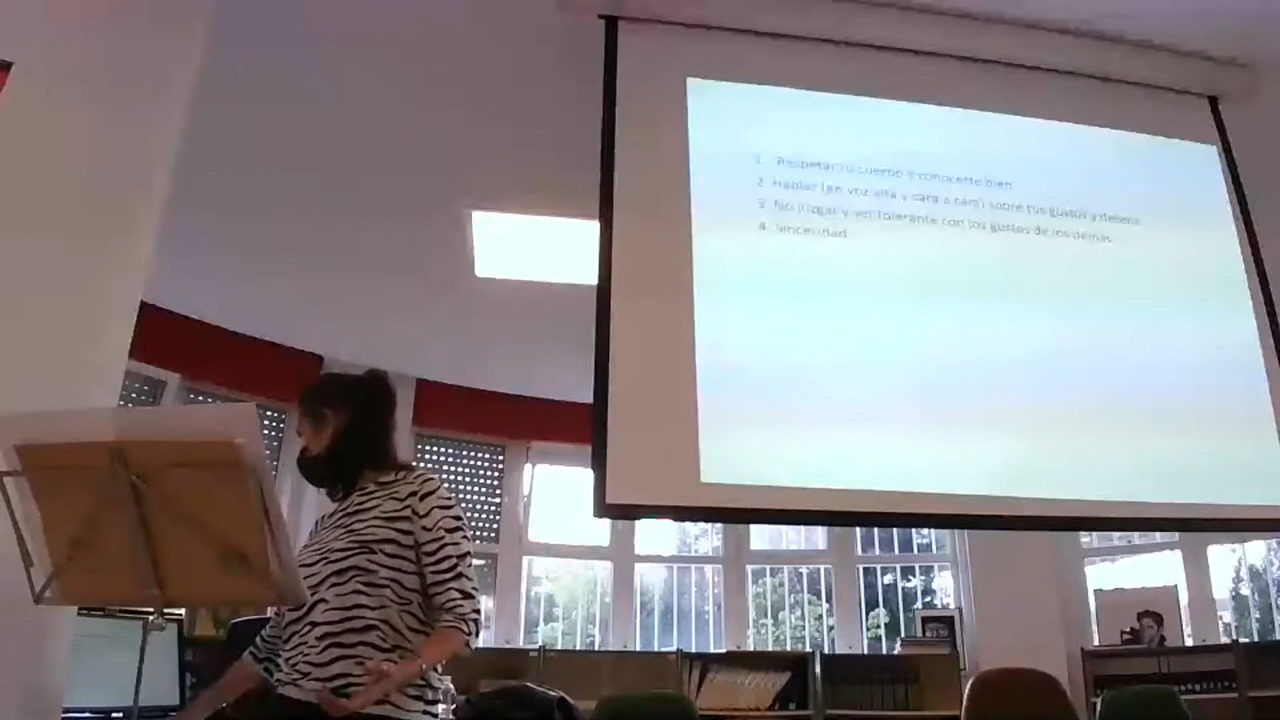 1. Respetar tu cuerpo y conocerte bien
2. Hablar (en voz alta y cara a cara) sobre tus gustos y deseos
3. No juzgar y ser tolerante con los gustos de los demás
4. Sinceridad